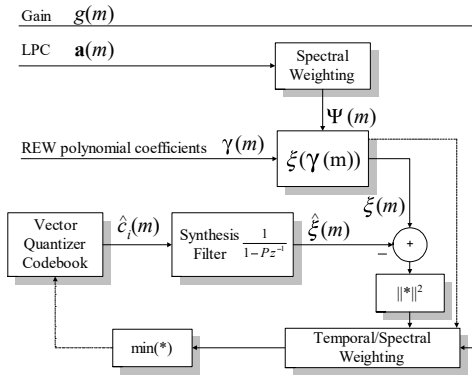 Gain g(m)
LPC a(m)
Spectral
Weighting
Ψ(m)
REW polynomial coefficients γ(m)
ξ(γ(m))
ξ(m)
Vector
Quantizer
Codebook
ĉᵢ(m)
Synthesis
Filter 1/(1−Pz⁻¹)
ξ̂(m)
+
−
||*||²
min(*)
Temporal/Spectral
Weighting